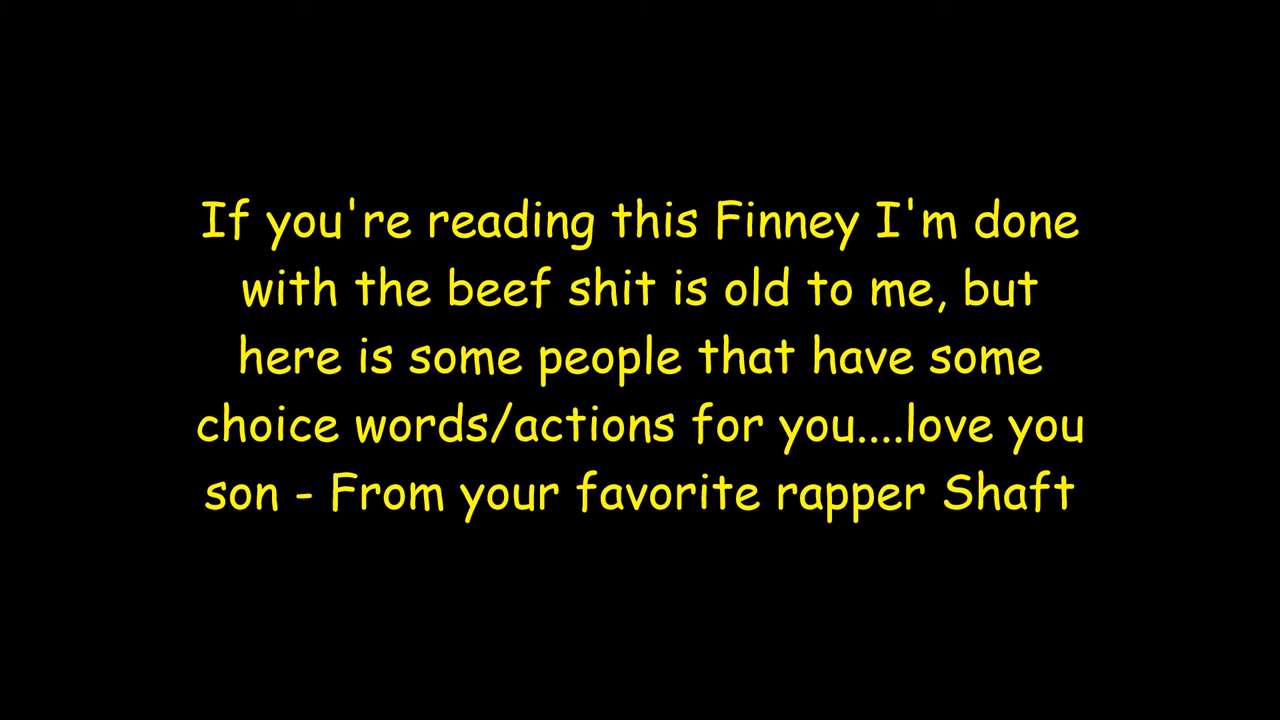 If you're reading this Finney I'm done
with the beef shit is old to me, but
here is some people that have some
choice words/actions for you....love you
son - From your favorite rapper Shaft